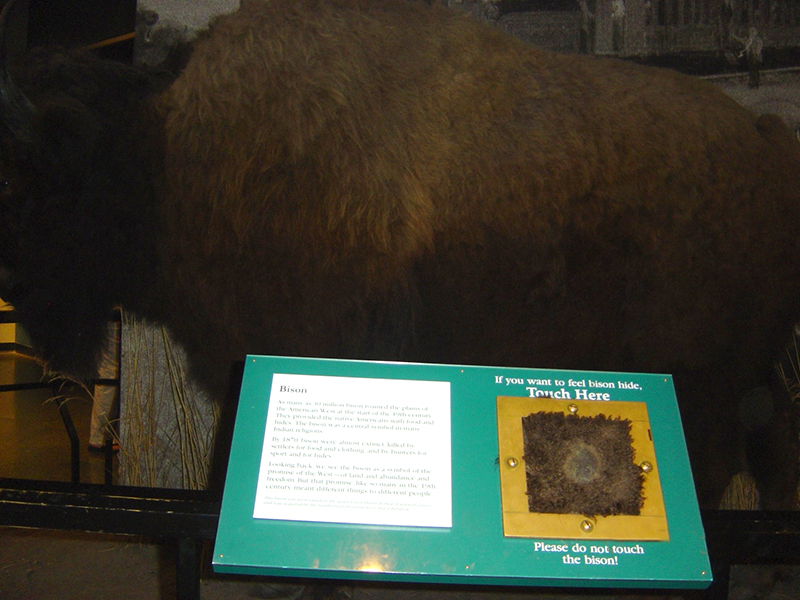 Bison
As many as 30 million bison roamed the plains of
the American West at the start of the 19th century.
They provided the native Americans with food and
hides. The bison was a central symbol in many
Indian religions.
By 1870 bison were almost extinct, killed by
settlers for food and clothing, and by hunters for
sport and for hides.
Looking back, we see the bison as a symbol of the
promise of the West—of land and abundance and
freedom. But that promise, like so many in the 19th
century, meant different things to different people.
If you want to feel bison hide,
Touch Here
Please do not touch
the bison!